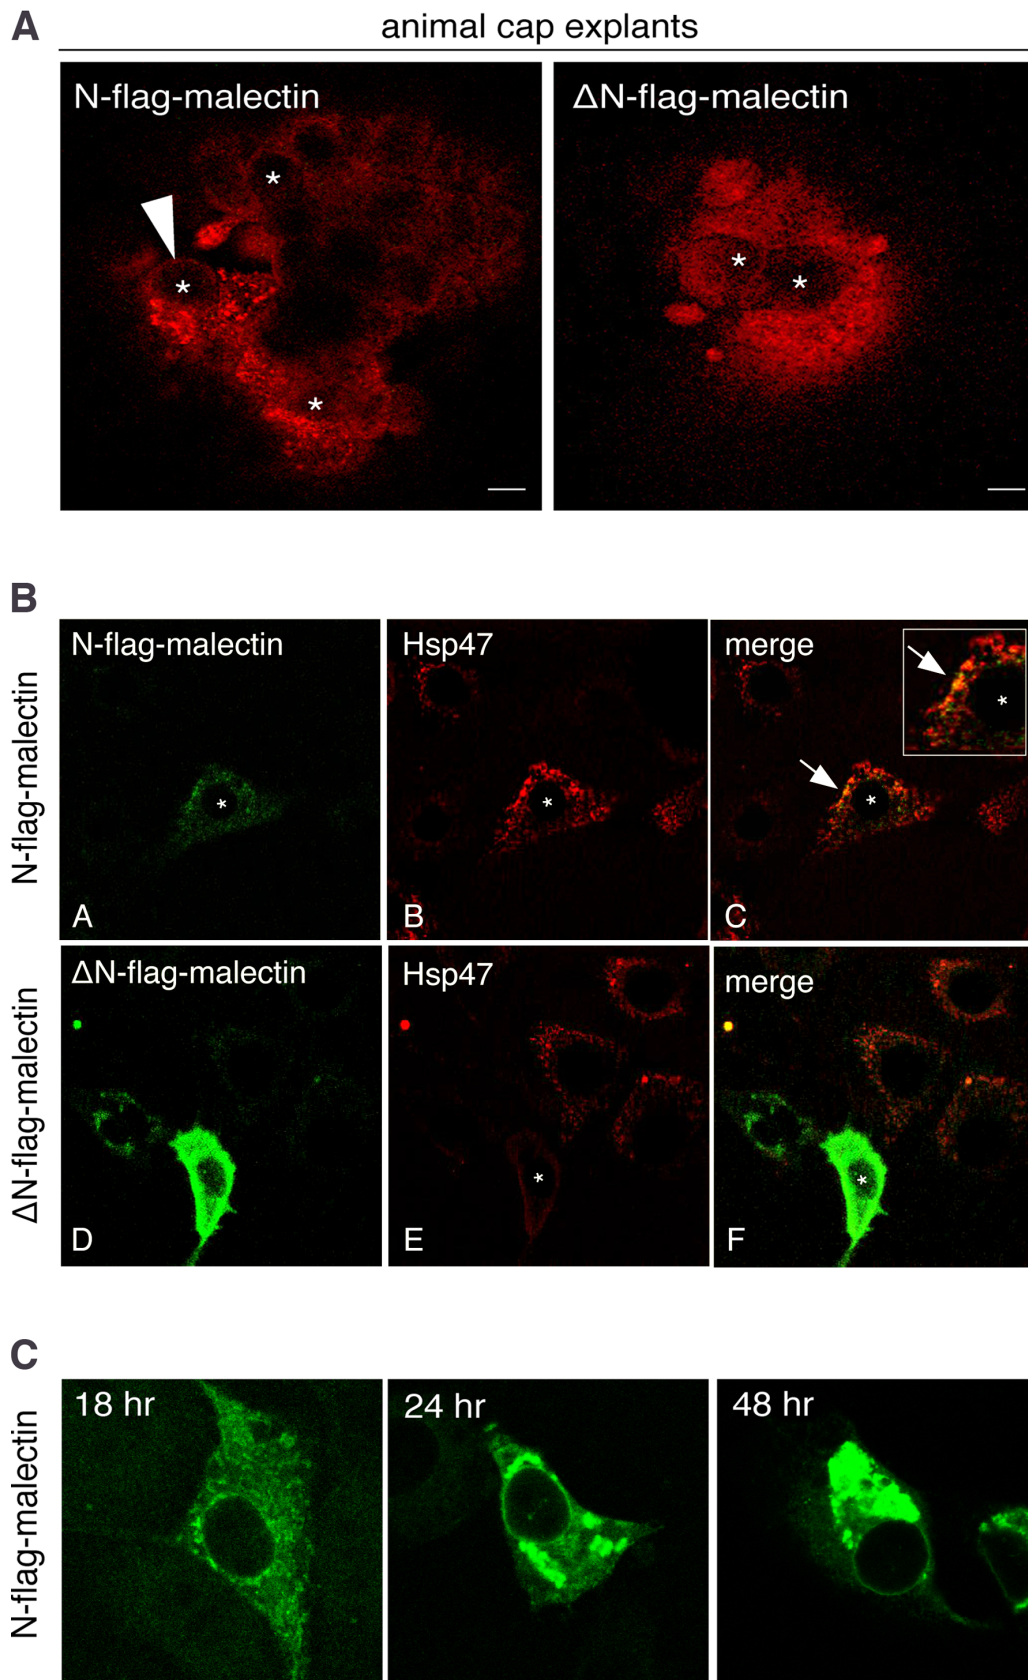 A
animal cap explants
N-flag-malectin
ΔN-flag-malectin
*
*
*
*
*
B
N-flag-malectin
N-flag-malectin
Hsp47
merge
*
*
*
*
A
B
C
ΔN-flag-malectin
ΔN-flag-malectin
Hsp47
merge
*
*
D
E
F
C
N-flag-malectin
18 hr
24 hr
48 hr